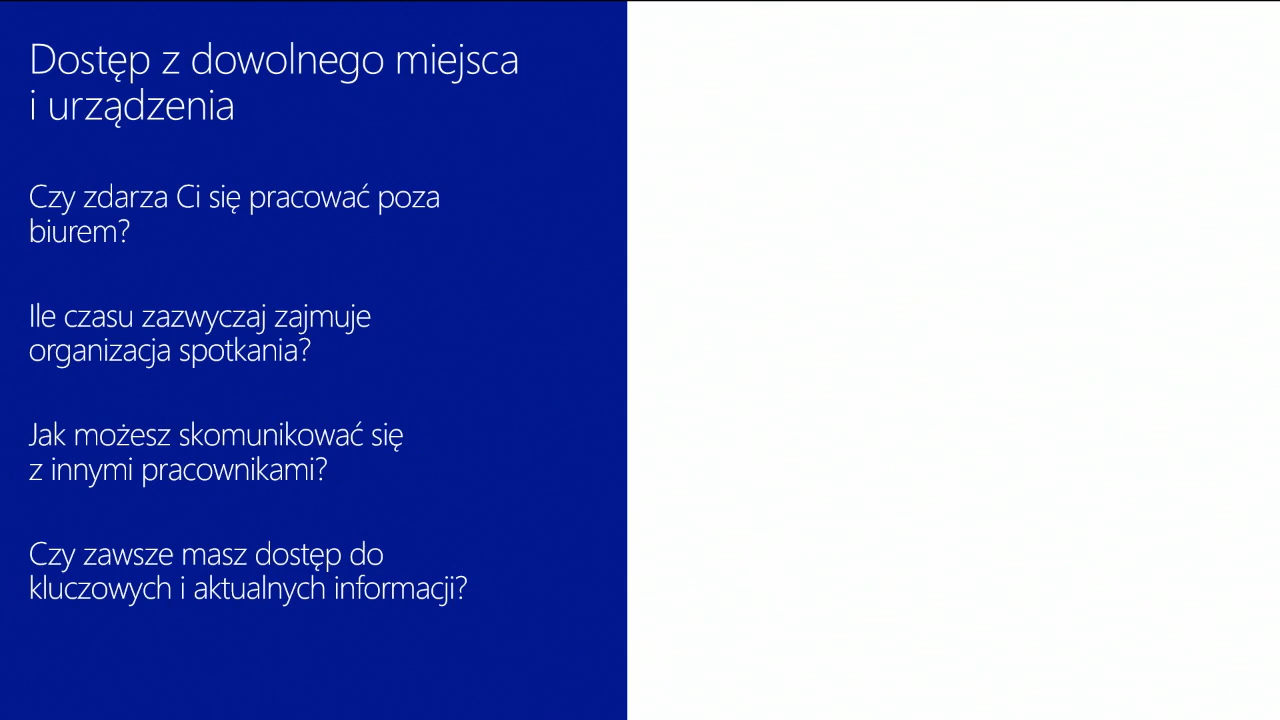 Dostęp z dowolnego miejsca
i urządzenia
Czy zdarza Ci się pracować poza
biurem?
Ile czasu zazwyczaj zajmuje
organizacja spotkania?
Jak możesz skomunikować się
z innymi pracownikami?
Czy zawsze masz dostęp do
kluczowych i aktualnych informacji?